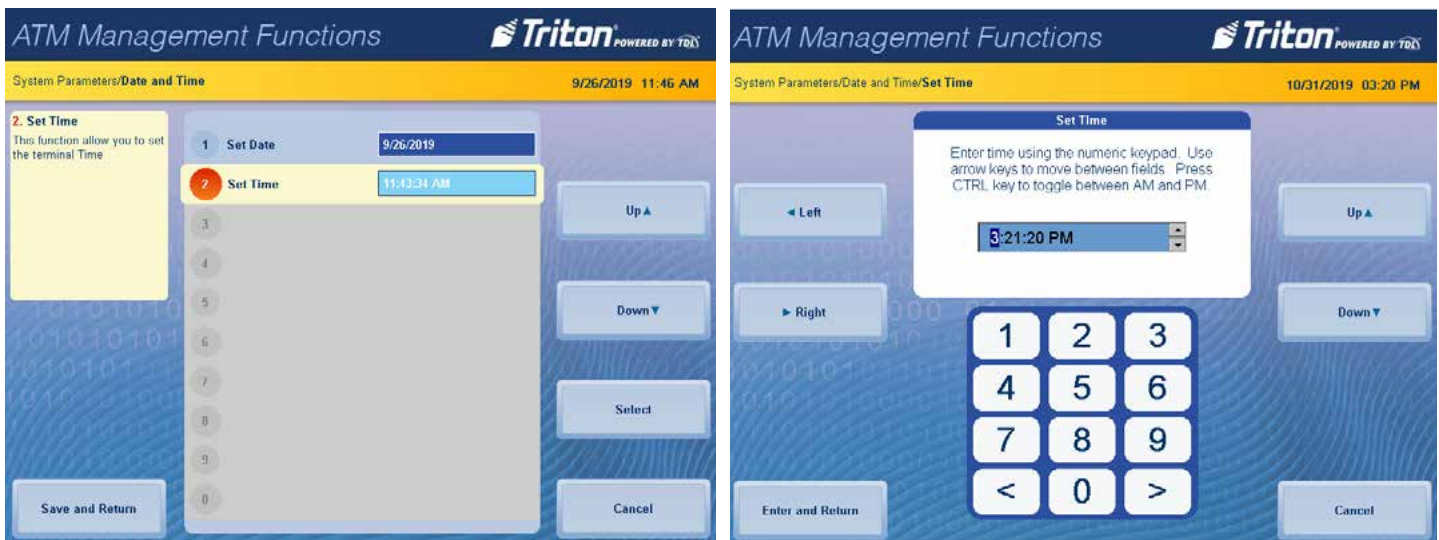 ATM Management Functions
Triton POWERED BY TDN
System Parameters/Date and Time
9/26/2019 11:46 AM
2. Set Time
This function allow you to set
the terminal Time
1 Set Date 9/26/2019
2 Set Time 11:43:34 AM
3
4
5
6
7
8
9
0
Up▲
Down▼
Select
Save and Return
Cancel
ATM Management Functions
Triton POWERED BY TDN
System Parameters/Date and Time/Set Time
10/31/2019 03:20 PM
Set Time
Enter time using the numeric keypad. Use
arrow keys to move between fields. Press
CTRL key to toggle between AM and PM.
3:21:20 PM
◄ Left
► Right
Up▲
Down▼
1 2 3
4 5 6
7 8 9
< 0 >
Enter and Return
Cancel